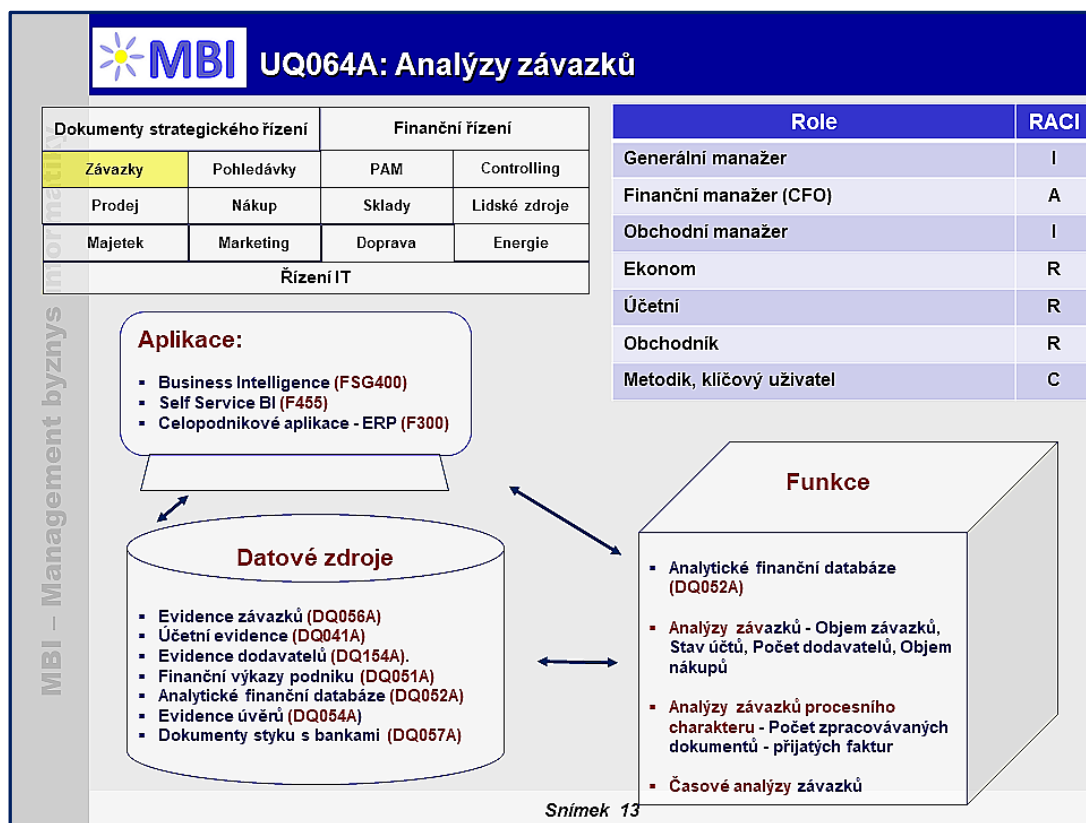 MBI
UQ064A: Analýzy závazků
MBI – Management byznys informatiky
Dokumenty strategického řízení
Finanční řízení
Závazky
Pohledávky
PAM
Controlling
Prodej
Nákup
Sklady
Lidské zdroje
Majetek
Marketing
Doprava
Energie
Řízení IT
Role
RACI
Generální manažer
I
Finanční manažer (CFO)
A
Obchodní manažer
I
Ekonom
R
Účetní
R
Obchodník
R
Metodik, klíčový uživatel
C
Aplikace:
▪ Business Intelligence (FSG400)
▪ Self Service BI (F455)
▪ Celopodnikové aplikace - ERP (F300)
Datové zdroje
▪ Evidence závazků (DQ056A)
▪ Účetní evidence (DQ041A)
▪ Evidence dodavatelů (DQ154A).
▪ Finanční výkazy podniku (DQ051A)
▪ Analytické finanční databáze (DQ052A)
▪ Evidence úvěrů (DQ054A)
▪ Dokumenty styku s bankami (DQ057A)
Funkce
▪ Analytické finanční databáze
(DQ052A)
▪ Analýzy závazků - Objem závazků,
Stav účtů, Počet dodavatelů, Objem
nákupů
▪ Analýzy závazků procesního
charakteru - Počet zpracovávaných
dokumentů - přijatých faktur
▪ Časové analýzy závazků
Snímek 13